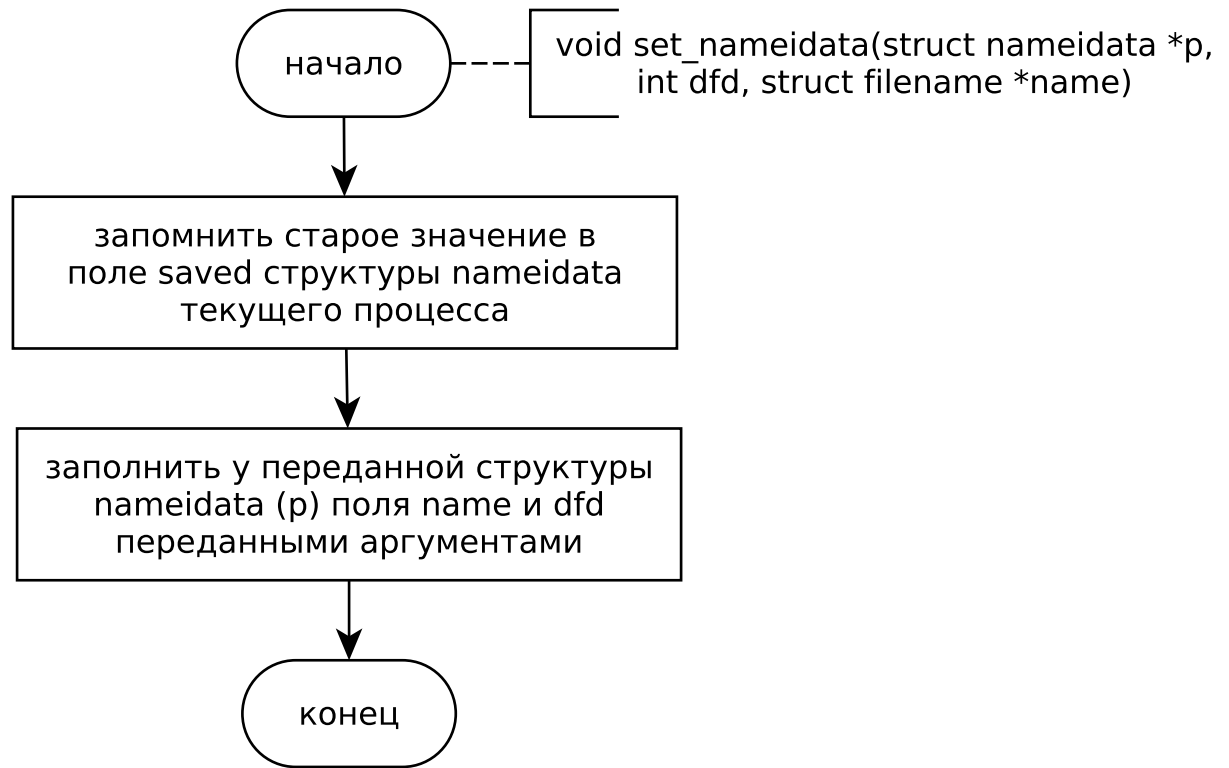 начало
void set_nameidata(struct nameidata *p,
int dfd, struct filename *name)
запомнить старое значение в
поле saved структуры nameidata
текущего процесса
заполнить у переданной структуры
nameidata (p) поля name и dfd
переданными аргументами
конец